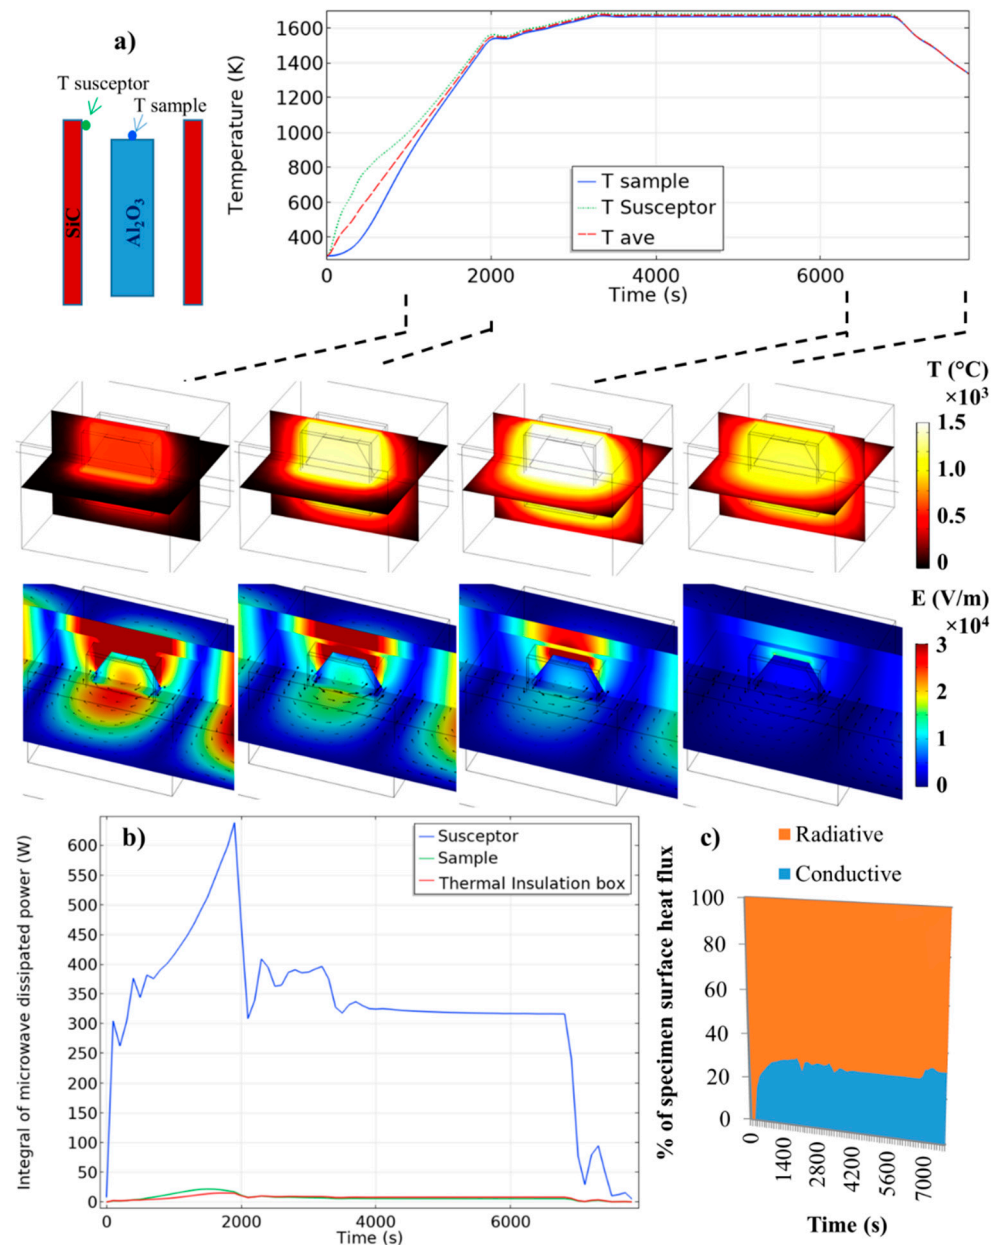 a)
T susceptor
T sample
SiC
Al₂O₃
Temperature (K)
1600
1400
1200
1000
800
600
400
T sample
T Susceptor
T ave
0
2000
4000
6000
Time (s)
T (°C)
×10³
1.5
1.0
0.5
0
E (V/m)
×10⁴
3
2
1
0
b)
Integral of microwave dissipated power (W)
600
550
500
450
400
350
300
250
200
150
100
50
0
Susceptor
Sample
Thermal Insulation box
0
2000
4000
6000
Time (s)
c)
Radiative
Conductive
% of specimen surface heat flux
100
80
60
40
20
0
0
1400
2800
4200
5600
7000
Time (s)